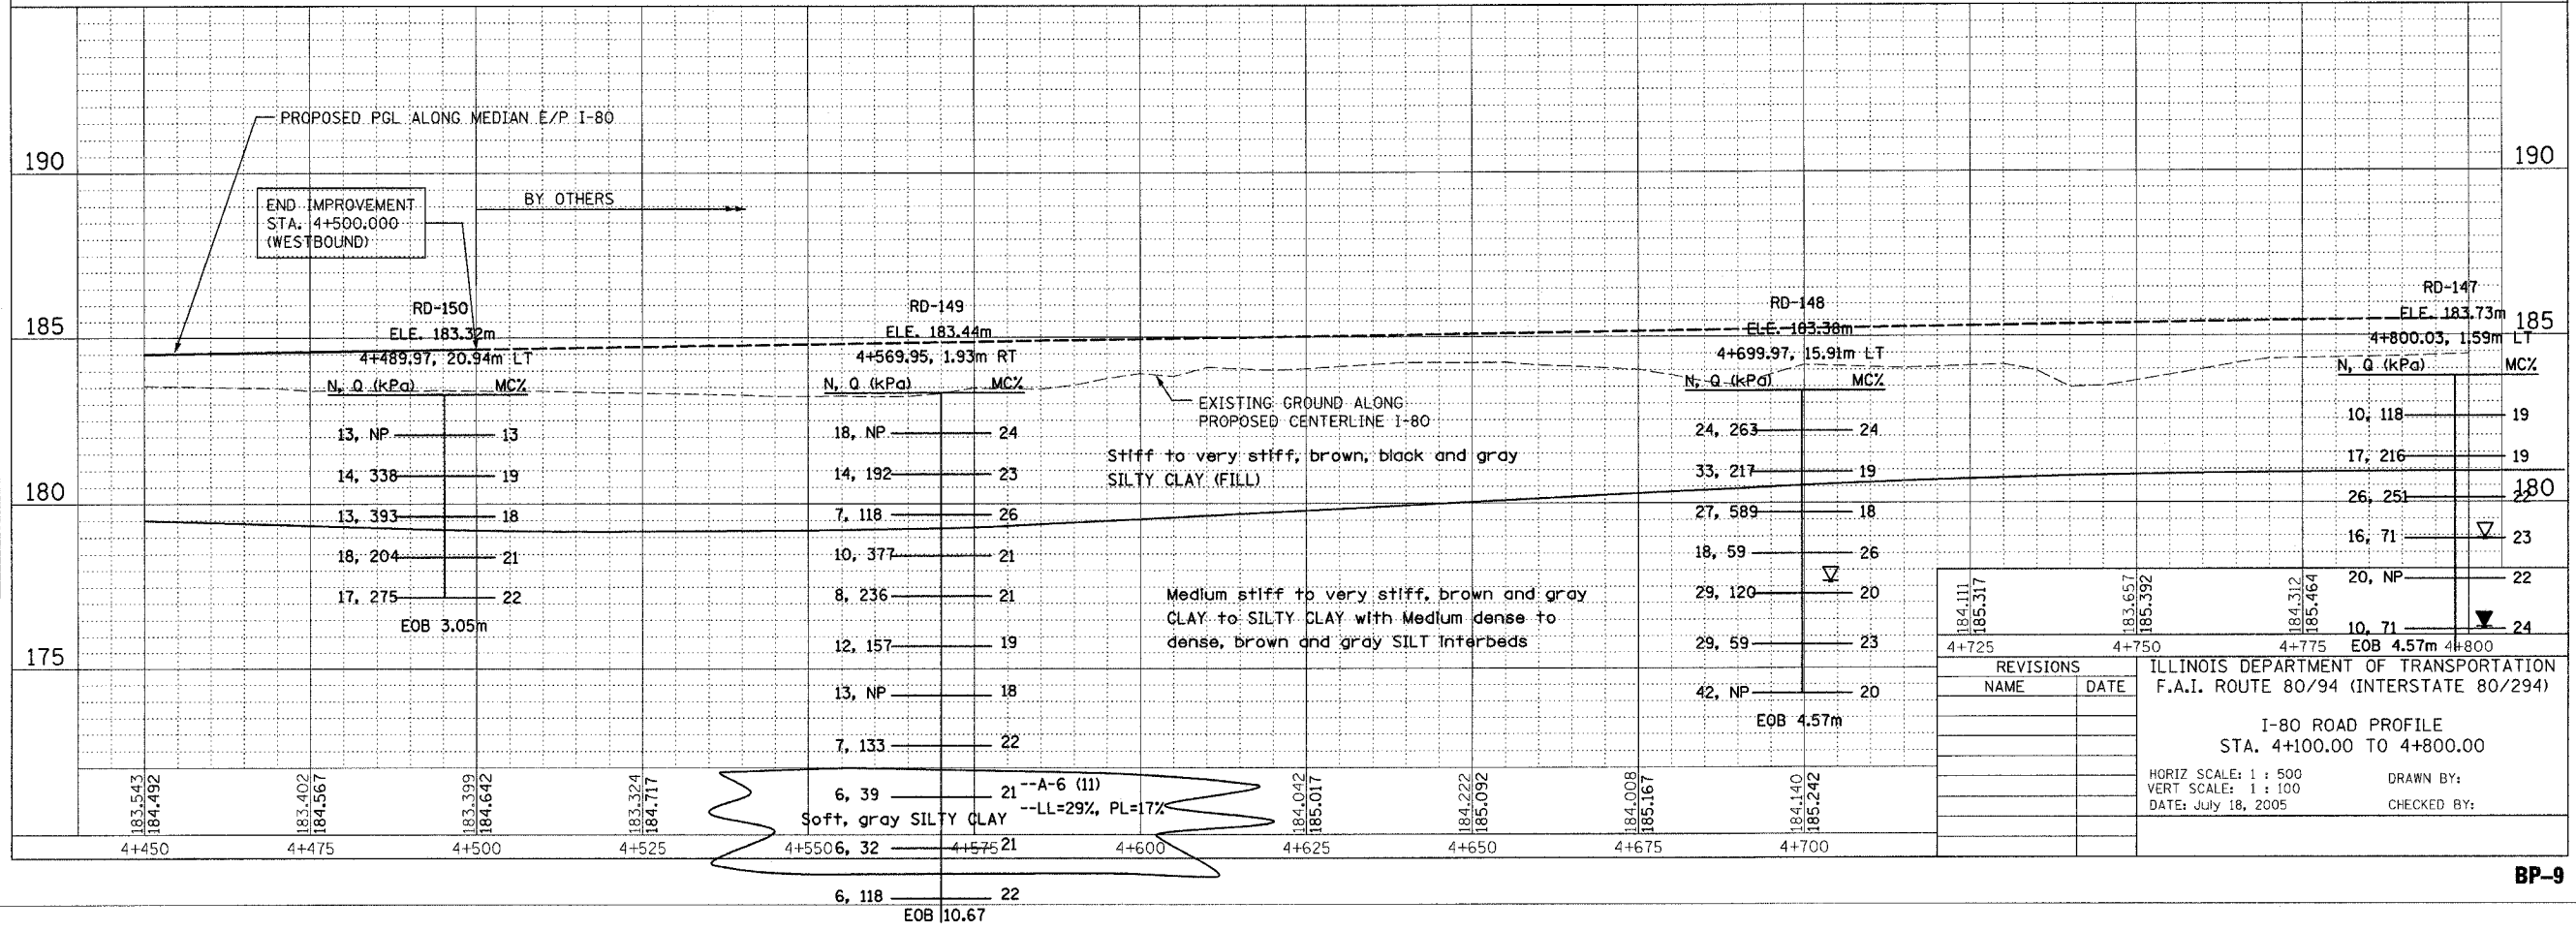 PROPOSED PGL ALONG MEDIAN E/P I-80
190
190
END IMPROVEMENT
STA. 4+500.000
(WESTBOUND)
BY OTHERS
185
185
180
180
175
RD-150
ELE. 183.32m
4+489.97, 20.94m LT
N, Q (kPa) MC%
13, NP 13
14, 338 19
13, 393 18
18, 204 21
17, 275 22
EOB 3.05m
RD-149
ELE. 183.44m
4+569.95, 1.93m RT
N, Q (kPa) MC%
18, NP 24
14, 192 23
7, 118 26
10, 377 21
8, 236 21
12, 157 19
13, NP 18
7, 133 22
6, 39 21
--A-6 (11)
--LL=29%, PL=17%
Soft, gray SILTY CLAY
6, 32 21
6, 118 22
EOB 10.67
EXISTING GROUND ALONG
PROPOSED CENTERLINE I-80
Stiff to very stiff, brown, black and gray
SILTY CLAY (FILL)
Medium stiff to very stiff, brown and gray
CLAY to SILTY CLAY with Medium dense to
dense, brown and gray SILT Interbeds
RD-148
ELE. 183.38m
4+699.97, 15.91m LT
N, Q (kPa) MC%
24, 263 24
33, 217 19
27, 589 18
18, 59 26
29, 120 20
29, 59 23
42, NP 20
EOB 4.57m
RD-147
ELE. 183.73m
4+800.03, 1.59m LT
N, Q (kPa) MC%
10, 118 19
17, 216 19
26, 251 22
16, 71 23
20, NP 22
10, 71 24
EOB 4.57m
183.543
184.492
183.402
184.567
183.399
184.642
183.324
184.717
184.042
185.017
184.222
185.092
184.008
185.167
184.140
185.242
184.111
185.317
183.657
185.392
184.312
185.464
4+450 4+475 4+500 4+525 4+550 4+575 4+600 4+625 4+650 4+675 4+700
4+725 4+750 4+775 4+800
REVISIONS
NAME DATE
ILLINOIS DEPARTMENT OF TRANSPORTATION
F.A.I. ROUTE 80/94 (INTERSTATE 80/294)
I-80 ROAD PROFILE
STA. 4+100.00 TO 4+800.00
HORIZ SCALE: 1 : 500
VERT SCALE: 1 : 100
DATE: July 18, 2005
DRAWN BY:
CHECKED BY:
BP-9